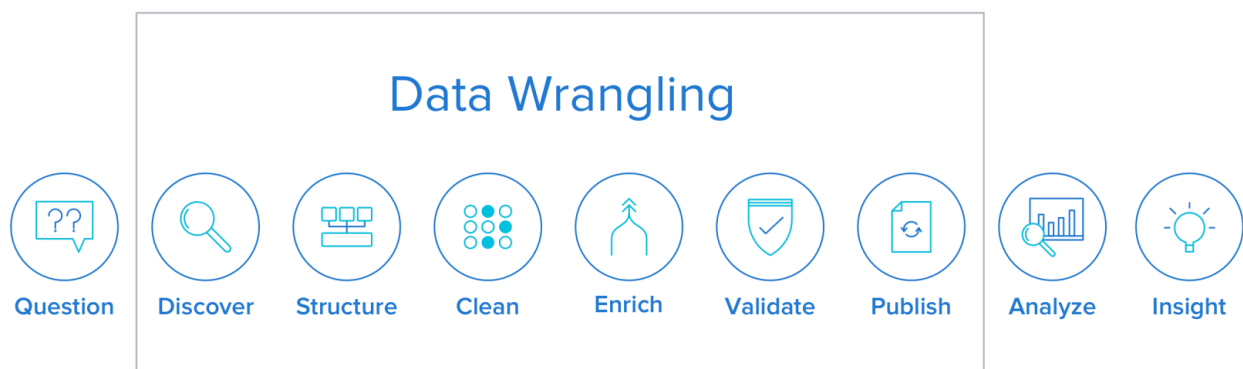 Data Wrangling
??
Question
Discover
Structure
Clean
Enrich
Validate
Publish
Analyze
Insight